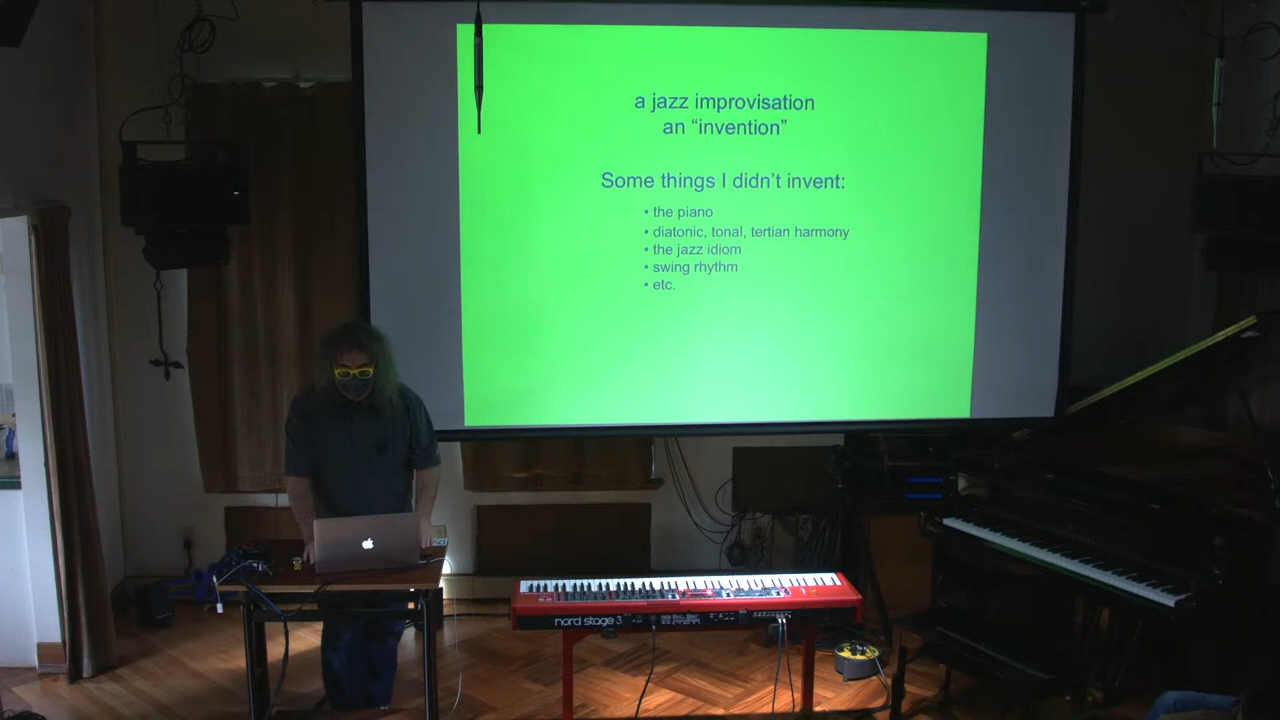 a jazz improvisation
an “invention”
Some things I didn’t invent:
• the piano
• diatonic, tonal, tertian harmony
• the jazz idiom
• swing rhythm
• etc.
nord stage 3